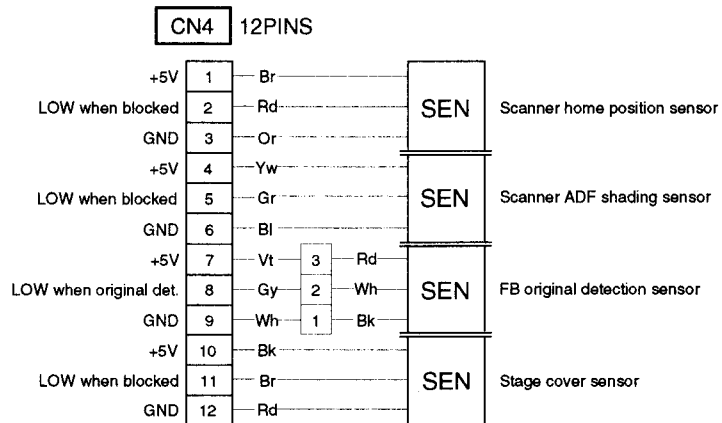 CN4 12PINS
+5V 1 Br
LOW when blocked 2 Rd SEN Scanner home position sensor
GND 3 Or
+5V 4 Yw
LOW when blocked 5 Gr SEN Scanner ADF shading sensor
GND 6 Bl
+5V 7 Vt 3 Rd
LOW when original det. 8 Gy 2 Wh SEN FB original detection sensor
GND 9 Wh 1 Bk
+5V 10 Bk
LOW when blocked 11 Br SEN Stage cover sensor
GND 12 Rd